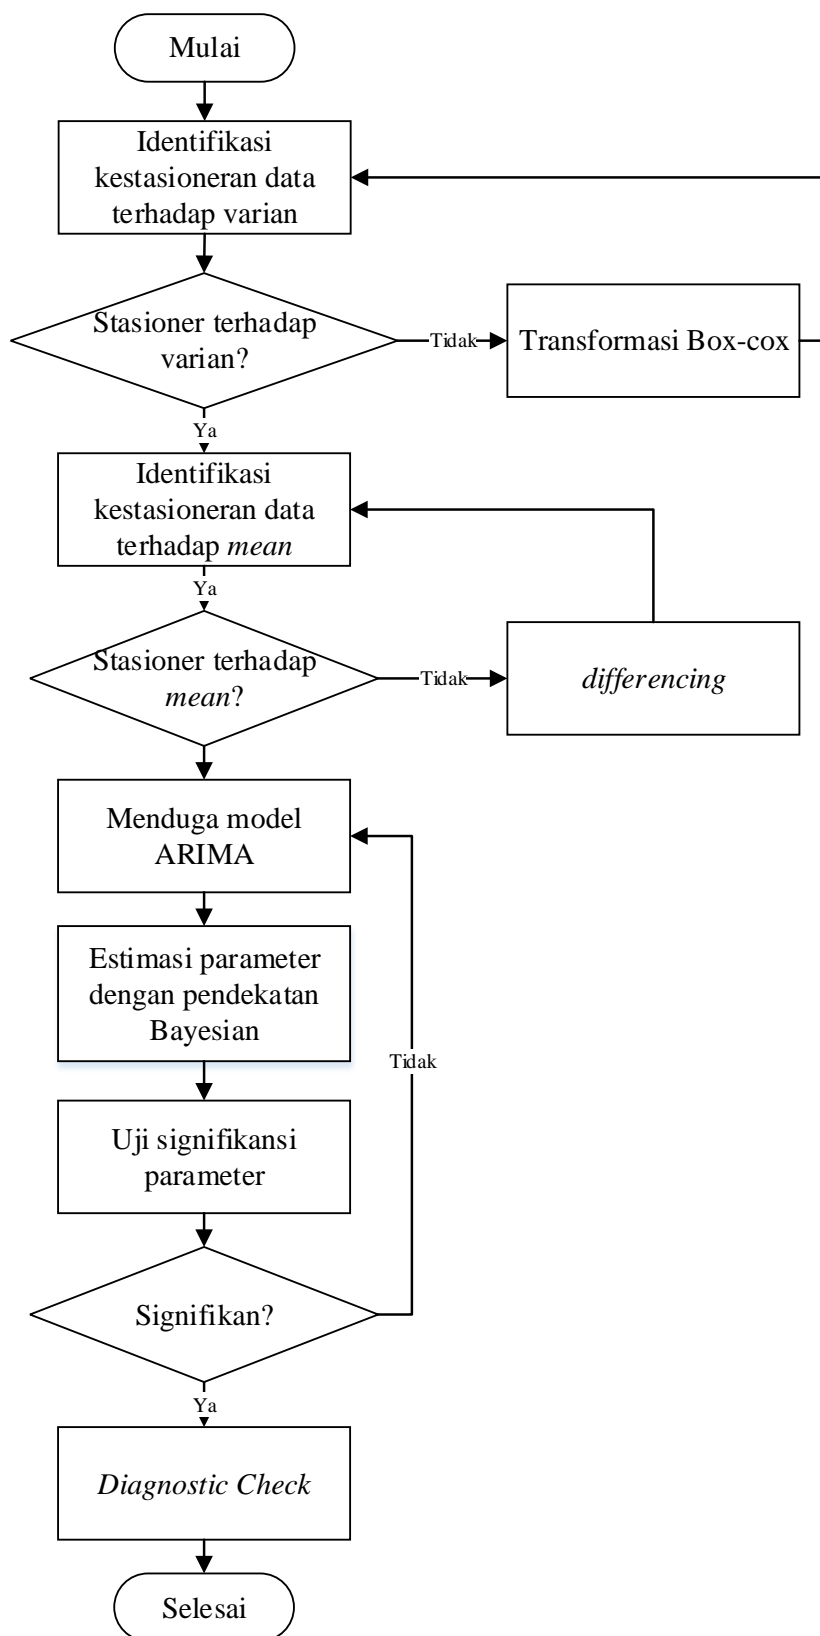 Mulai
Identifikasi
kestasioneran data
terhadap varian
Stasioner terhadap
varian?
Tidak
Transformasi Box-cox
Ya
Identifikasi
kestasioneran data
terhadap mean
Ya
Stasioner terhadap
mean?
Tidak
differencing
Menduga model
ARIMA
Estimasi parameter
dengan pendekatan
Bayesian
Tidak
Uji signifikansi
parameter
Signifikan?
Ya
Diagnostic Check
Selesai